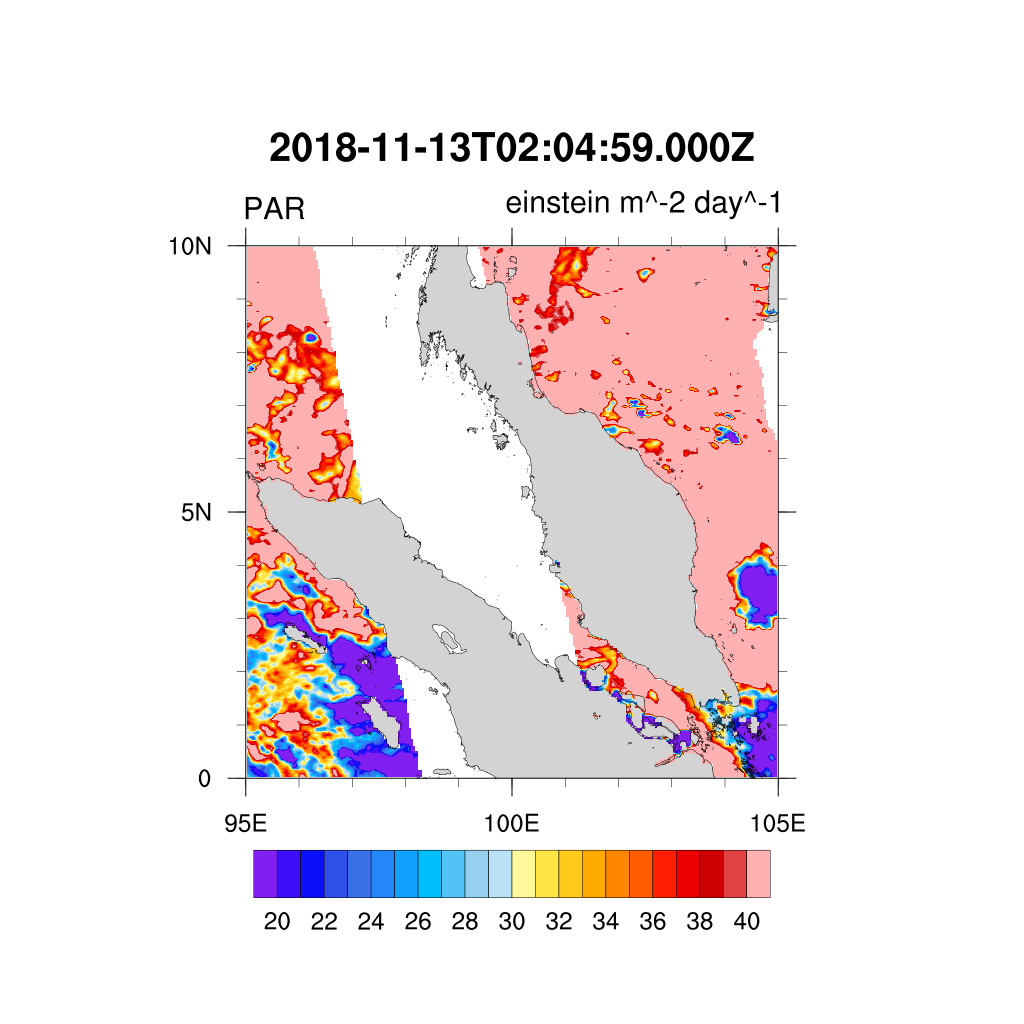 2018-11-13T02:04:59.000Z
PAR einstein m^-2 day^-1
10N
5N
0
95E 100E 105E
20 22 24 26 28 30 32 34 36 38 40